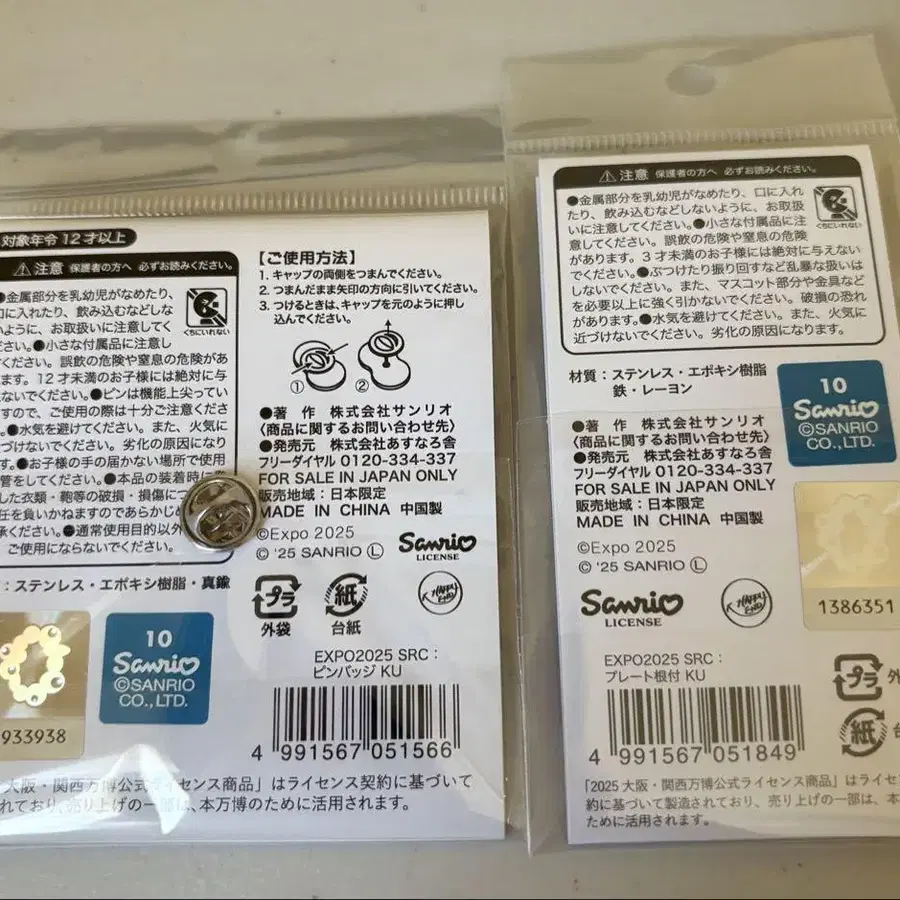 対象年令12才以上
注意 保護者の方へ 必ずお読みください。
●金属部分を乳幼児がなめたり、
口に入れたり、飲み込むなどしな
いように、お取扱いに注意してく
ださい。●小さな付属品に注意し
てください。誤飲の危険や窒息の危険があ
ります。12才未満のお子様には絶対に与え
ないでください。●ピンは機能上尖ってい
ますので、ご使用の際は十分ご注意ください
●水気を避けてください。また、火気に
近づけないでください。劣化の原因になり
ます。●お子様の手の届かない場所で使用
管をしてください。●本品の装着時に
した衣類・鞄等の破損・損傷につ
任を負いかねますのであらかじめ
承ください。●通常使用目的以外
ご使用にならないでください。
くちにいれない
：ステンレス・エポキシ樹脂・真鍮
10
Sanrio
©SANRIO
CO.,LTD.
933938
【ご使用方法】
1. キャップの両側をつまんでください。
2. つまんだまま矢印の方向に引いてください。
3. つけるときは、キャップを元のように押し
込んでください。
① ②
●著 作 株式会社サンリオ
〈商品に関するお問い合わせ先〉
●発売元 株式会社あすなろ舎
フリーダイヤル 0120-334-337
FOR SALE IN JAPAN ONLY
販売地域：日本限定
MADE IN CHINA 中国製
©Expo 2025
© '25 SANRIO Ⓛ
Sanrio
LICENSE
プラ 外袋
紙 台紙
HAPPY END
EXPO2025 SRC：
ピンバッジ KU
4 991567 051566
大阪・関西万博公式ライセンス商品」はライセンス契約に基づいて
れており、売り上げの一部は、本万博のために活用されます。
注意 保護者の方へ 必ずお読みください。
●金属部分を乳幼児がなめたり、口に入れ
たり、飲み込むなどしないように、お取扱
いに注意してください。●小さな付属品に
注意してください。誤飲の危険や窒息の危険
があります。3才未満のお子様には絶対に与えない
でください。●ぶつけたり振り回すなど乱暴な扱いは
しないでください。また、マスコット部分や金具など
を必要以上に強く引かないでください。破損の恐れ
があります。●水気を避けてください。また、火気に
近づけないでください。劣化の原因になります。
くちにいれない
材質：ステンレス・エポキシ樹脂
鉄・レーヨン
10
Sanrio
©SANRIO
CO.,LTD.
●著 作 株式会社サンリオ
〈商品に関するお問い合わせ先〉
●発売元 株式会社あすなろ舎
フリーダイヤル 0120-334-337
FOR SALE IN JAPAN ONLY
販売地域：日本限定
MADE IN CHINA 中国製
©Expo 2025
© '25 SANRIO Ⓛ
Sanrio
LICENSE
HAPPY END
1386351
EXPO2025 SRC：
プレート根付 KU
4 991567 051849
プラ 外
紙 台
「2025 大阪・関西万博公式ライセンス商品」はライセ
約に基づいて製造されており、売り上げの一部は、本
ために活用されます。